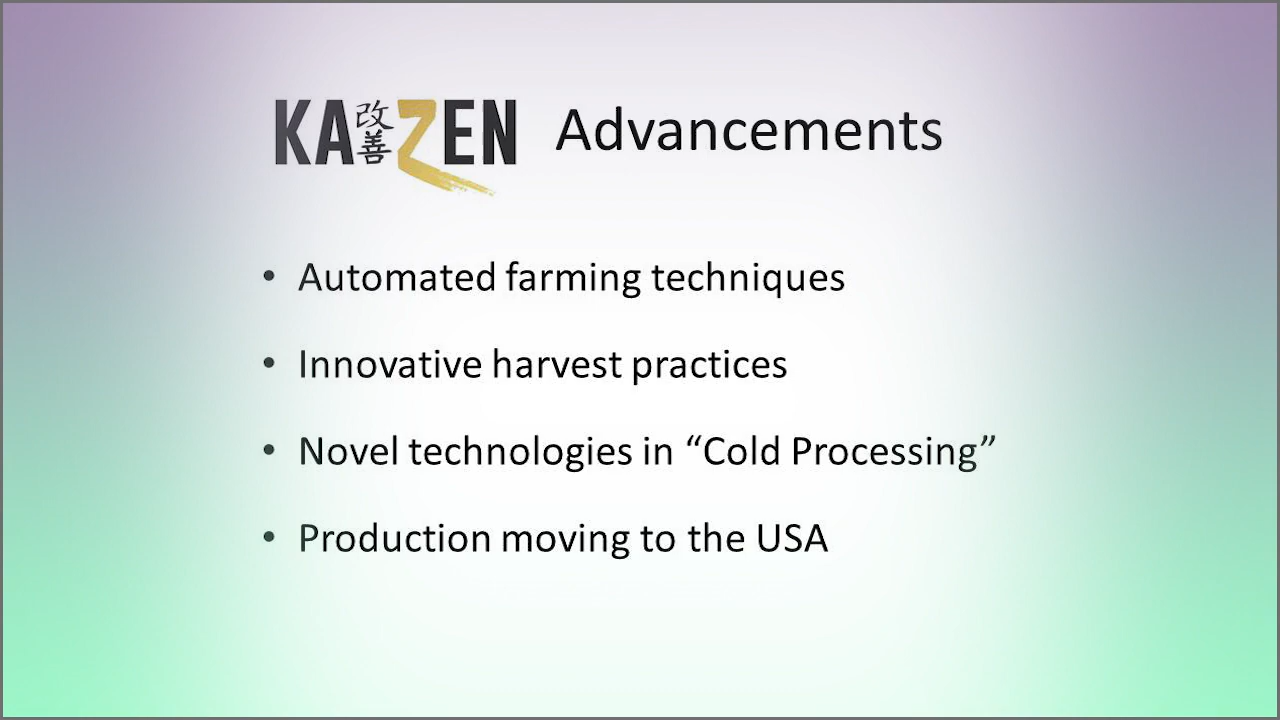 KA改善ZEN Advancements
• Automated farming techniques
• Innovative harvest practices
• Novel technologies in “Cold Processing”
• Production moving to the USA